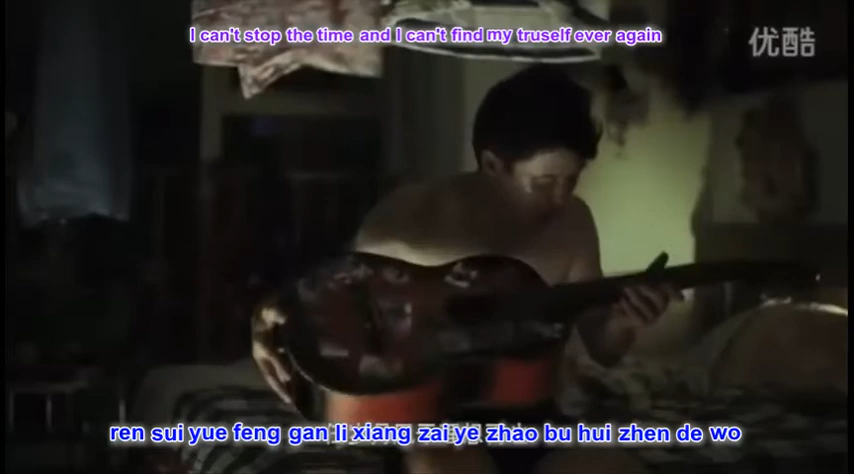 I can't stop the time and I can't find my truself ever again
优酷
ren sui yue feng gan li xiang zai ye zhao bu hui zhen de wo